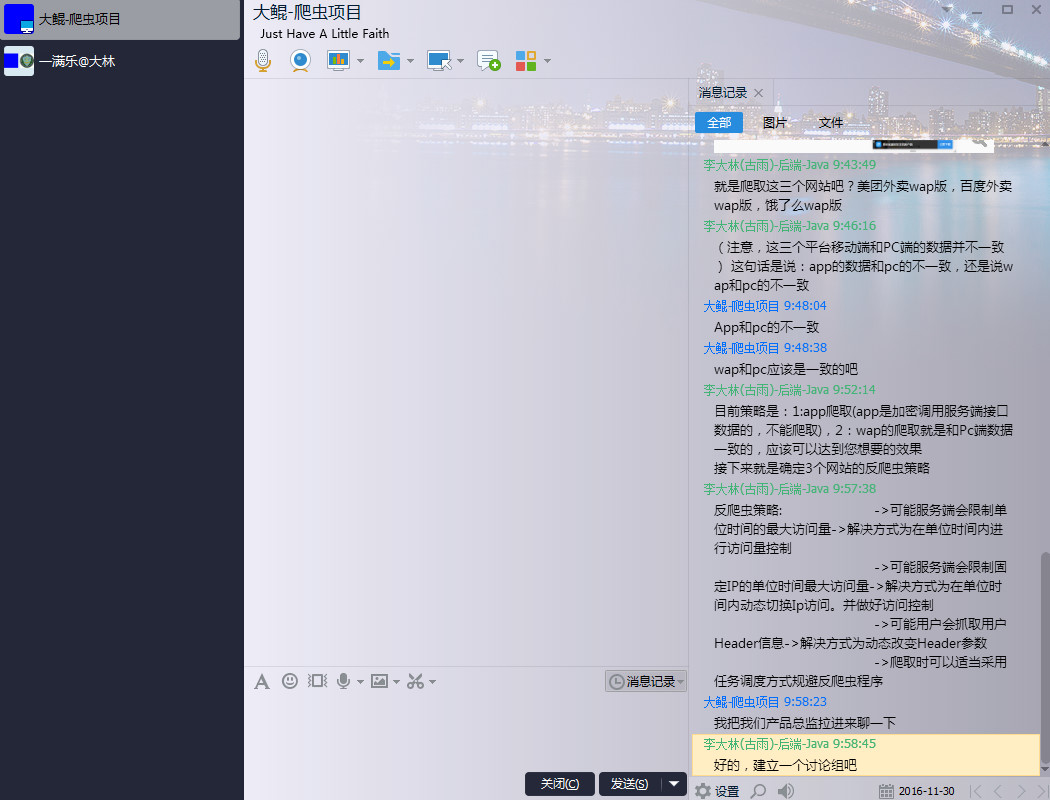 大鲲-爬虫项目
一满乐@大林
大鲲-爬虫项目
Just Have A Little Faith
消息记录
全部 图片 文件
李大林(古雨)-后端-Java 9:43:49
就是爬取这三个网站吧？美团外卖wap版，百度外卖
wap版，饿了么wap版
李大林(古雨)-后端-Java 9:46:16
（注意，这三个平台移动端和PC端的数据并不一致
） 这句话是说：app的数据和pc的不一致，还是说w
ap和pc的不一致
大鲲-爬虫项目 9:48:04
App和pc的不一致
大鲲-爬虫项目 9:48:38
wap和pc应该是一致的吧
李大林(古雨)-后端-Java 9:52:14
目前策略是：1:app爬取(app是加密调用服务端接口
数据的，不能爬取)，2：wap的爬取就是和Pc端数据
一致的，应该可以达到您想要的效果
接下来就是确定3个网站的反爬虫策略
李大林(古雨)-后端-Java 9:57:38
反爬虫策略: ->可能服务端会限制单
位时间的最大访问量->解决方式为在单位时间内进
行访问量控制
->可能服务端会限制固
定IP的单位时间最大访问量->解决方式为在单位时
间内动态切换Ip访问。并做好访问控制
->可能用户会抓取用户
Header信息->解决方式为动态改变Header参数
->爬取时可以适当采用
任务调度方式规避反爬虫程序
大鲲-爬虫项目 9:58:23
我把我们产品总监拉进来聊一下
李大林(古雨)-后端-Java 9:58:45
好的，建立一个讨论组吧
消息记录
关闭(C) 发送(S)
设置 2016-11-30